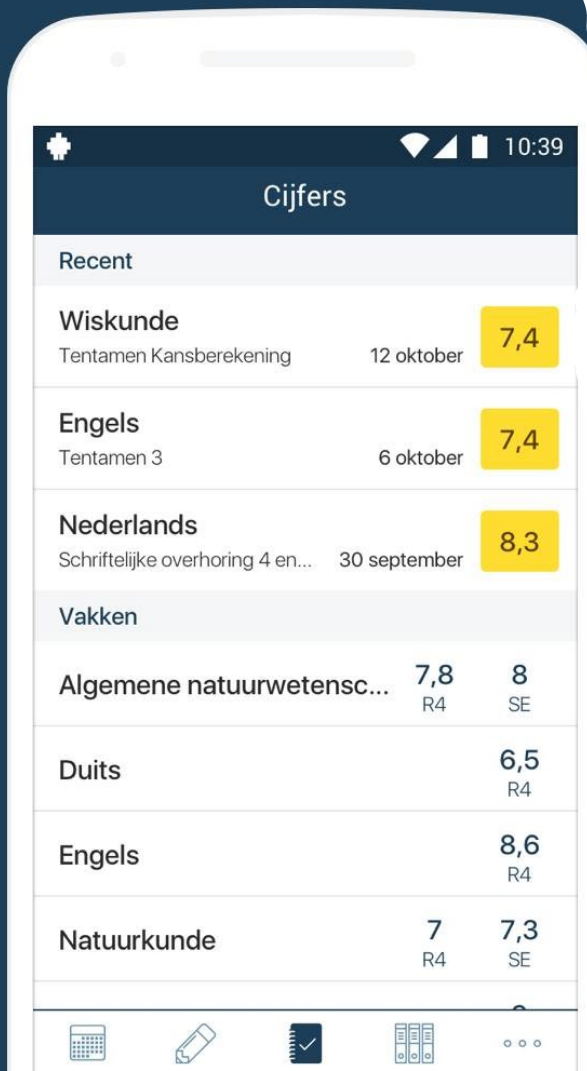 10:39
Cijfers
Recent
Wiskunde
Tentamen Kansberekening 12 oktober 7,4
Engels
Tentamen 3 6 oktober 7,4
Nederlands
Schriftelijke overhoring 4 en... 30 september 8,3
Vakken
Algemene natuurwetensc... 7,8 8
R4 SE
Duits 6,5
R4
Engels 8,6
R4
Natuurkunde 7 7,3
R4 SE